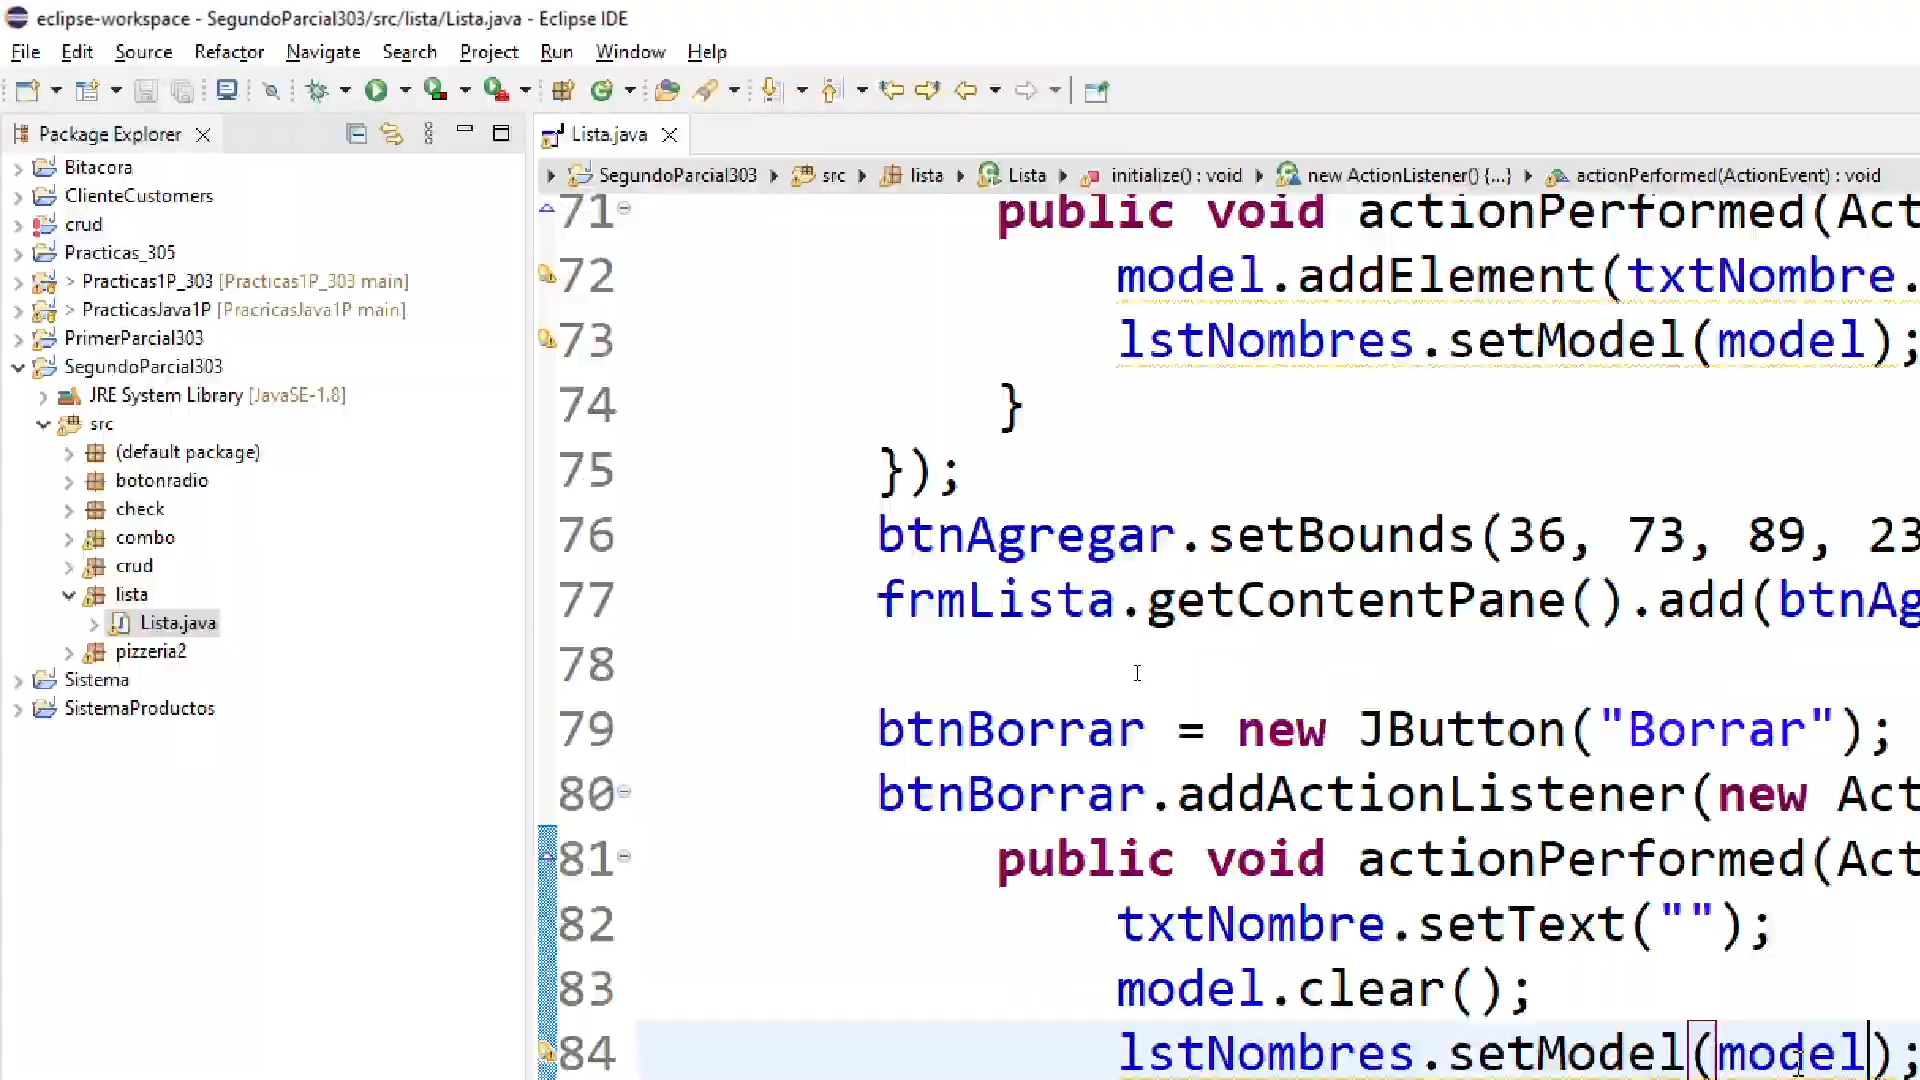 eclipse-workspace - SegundoParcial303/src/lista/Lista.java - Eclipse IDE
File Edit Source Refactor Navigate Search Project Run Window Help
Package Explorer
Bitacora
ClienteCustomers
crud
Practicas_305
> Practicas1P_303 [Practicas1P_303 main]
> PracticasJava1P [PracricasJava1P main]
PrimerParcial303
SegundoParcial303
JRE System Library [JavaSE-1.8]
src
(default package)
botonradio
check
combo
crud
lista
Lista.java
pizzeria2
Sistema
SistemaProductos
Lista.java
SegundoParcial303 src lista Lista initialize() : void new ActionListener() {...} actionPerformed(ActionEvent) : void
71 public void actionPerformed(Act
72 model.addElement(txtNombre.
73 lstNombres.setModel(model);
74 }
75 });
76 btnAgregar.setBounds(36, 73, 89, 23
77 frmLista.getContentPane().add(btnAg
78
79 btnBorrar = new JButton("Borrar");
80 btnBorrar.addActionListener(new Act
81 public void actionPerformed(Act
82 txtNombre.setText("");
83 model.clear();
84 lstNombres.setModel(model);